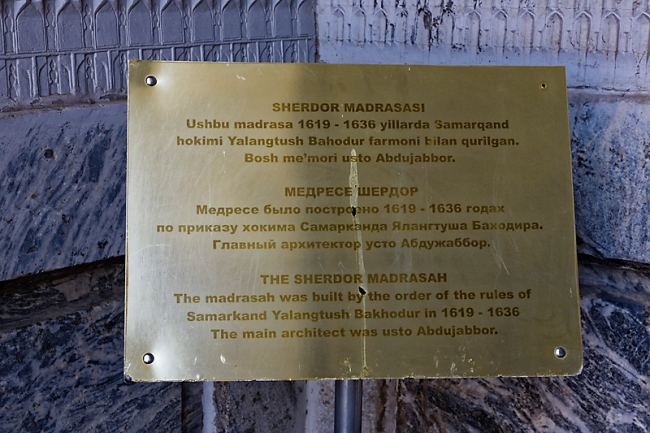 SHERDOR MADRASASI
Ushbu madrasa 1619 - 1636 yillarda Samarqand
hokimi Yalangtush Bahodur farmoni bilan qurilgan.
Bosh me'mori usto Abdujabbor.
МЕДРЕСЕ ШЕРДОР
Медресе было построено 1619 - 1636 годах
по приказу хокима Самарканда Ялангтуша Баходира.
Главный архитектор усто Абдужаббор.
THE SHERDOR MADRASAH
The madrasah was built by the order of the rules of
Samarkand Yalangtush Bakhodur in 1619 - 1636
The main architect was usto Abdujabbor.